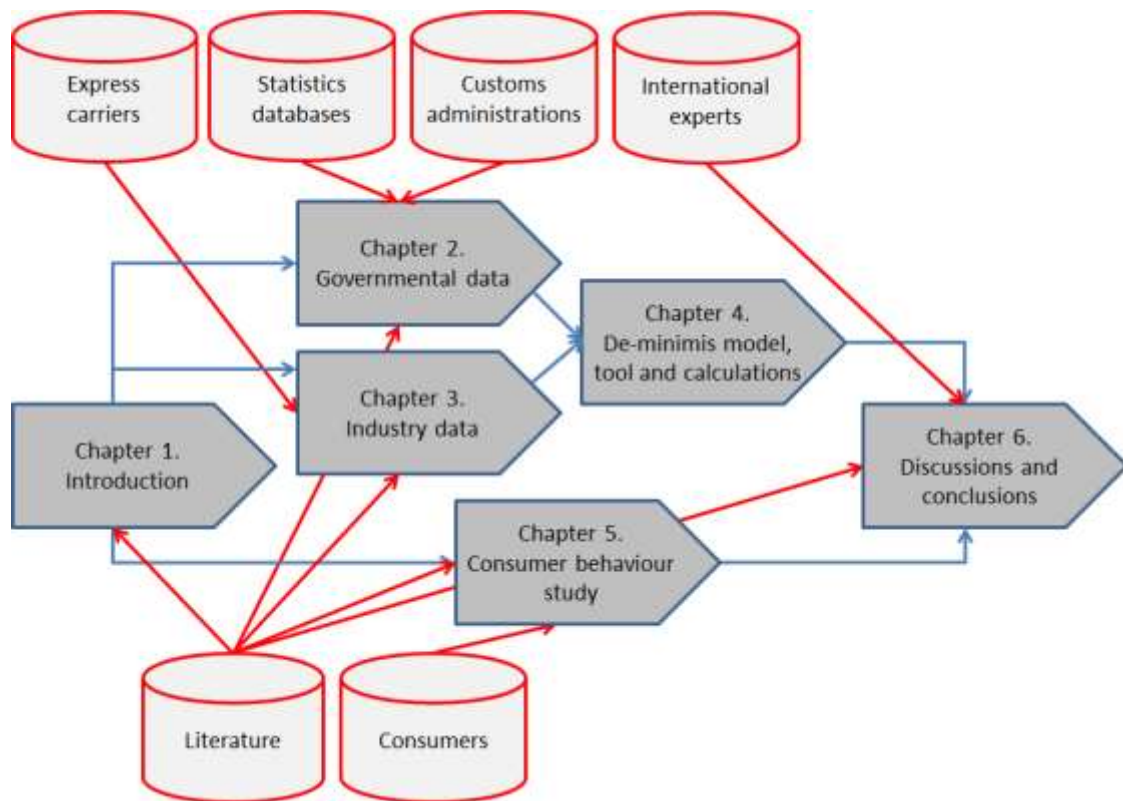 Express
carriers
Statistics
databases
Customs
administrations
International
experts
Chapter 2.
Governmental data
Chapter 4.
De-minimis model,
tool and calculations
Chapter 3.
Industry data
Chapter 1.
Introduction
Chapter 6.
Discussions and
conclusions
Chapter 5.
Consumer behaviour
study
Literature
Consumers